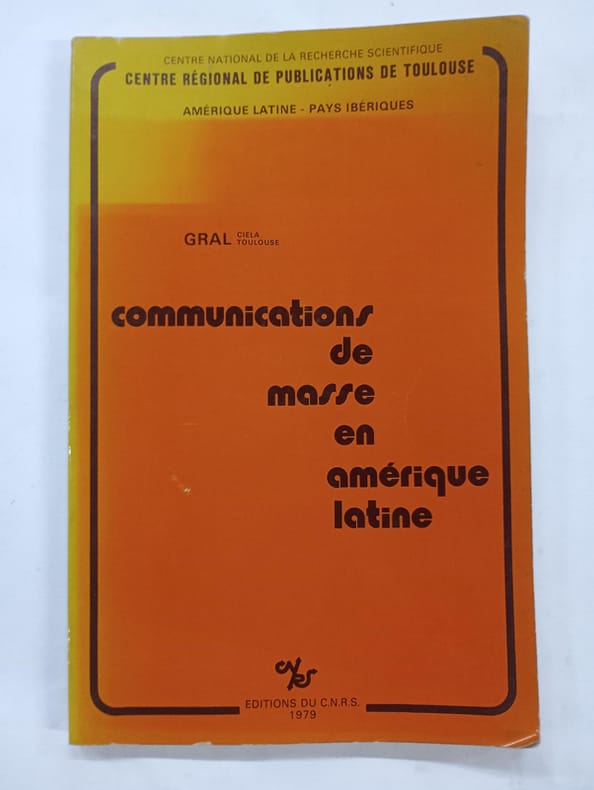 CENTRE NATIONAL DE LA RECHERCHE SCIENTIFIQUE
CENTRE RÉGIONAL DE PUBLICATIONS DE TOULOUSE
AMÉRIQUE LATINE - PAYS IBÉRIQUES
GRAL CIELA TOULOUSE
communications
de
masse
en
amérique
latine
CNRS
EDITIONS DU C.N.R.S.
1979